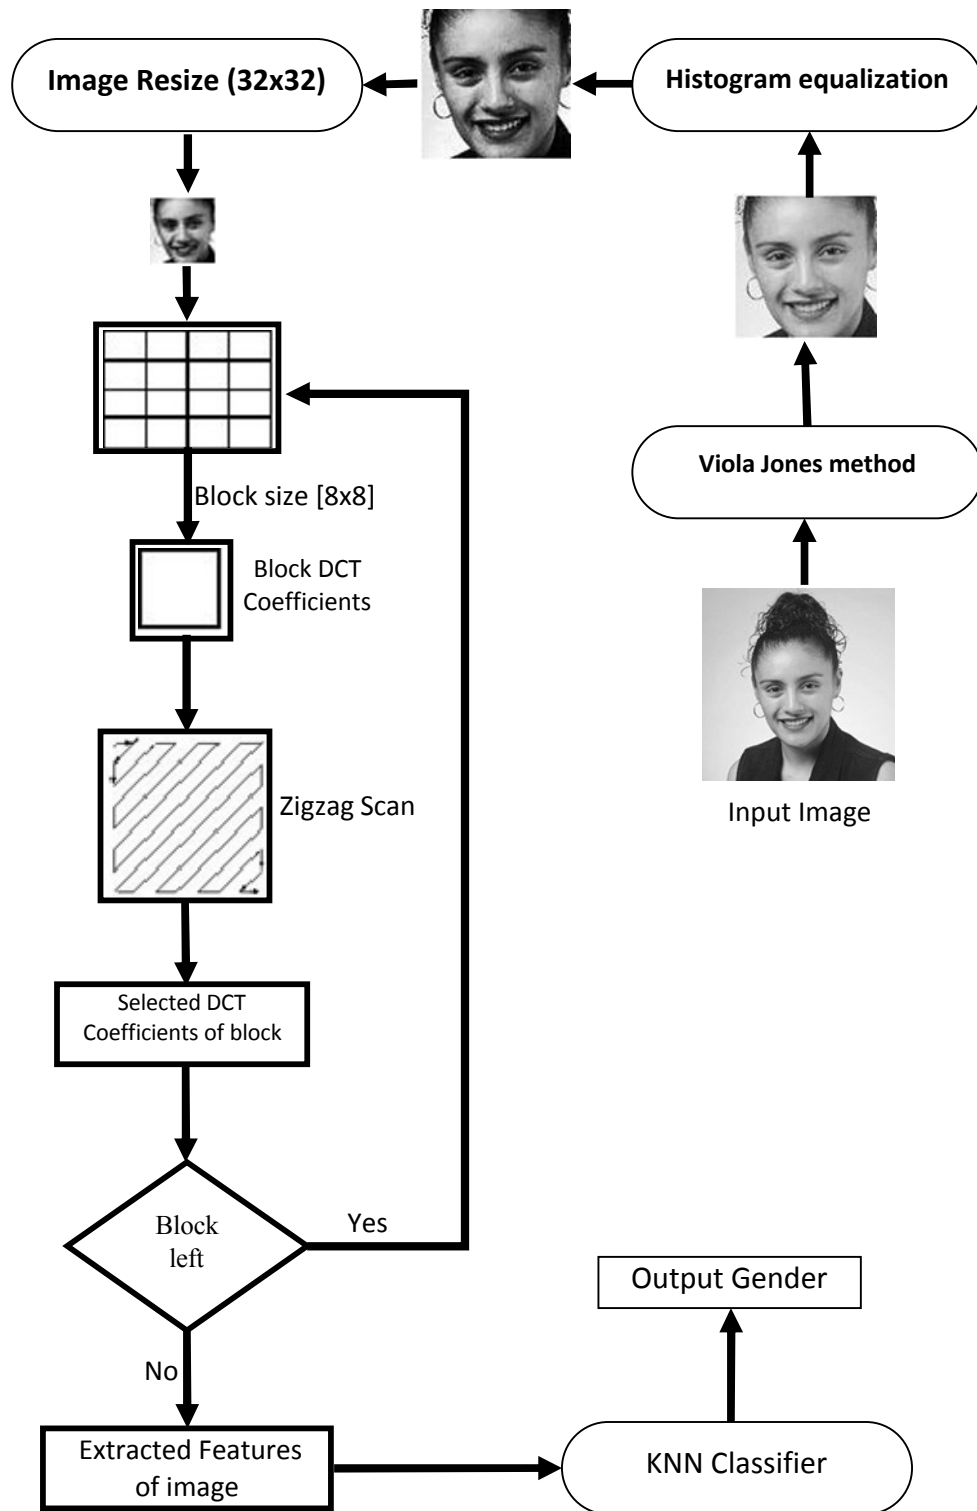 Image Resize (32x32)
Histogram equalization
Viola Jones method
Block size [8x8]
Block DCT
Coefficients
Input Image
Zigzag Scan
Selected DCT
Coefficients of block
Block
left
Yes
No
Output Gender
Extracted Features
of image
KNN Classifier